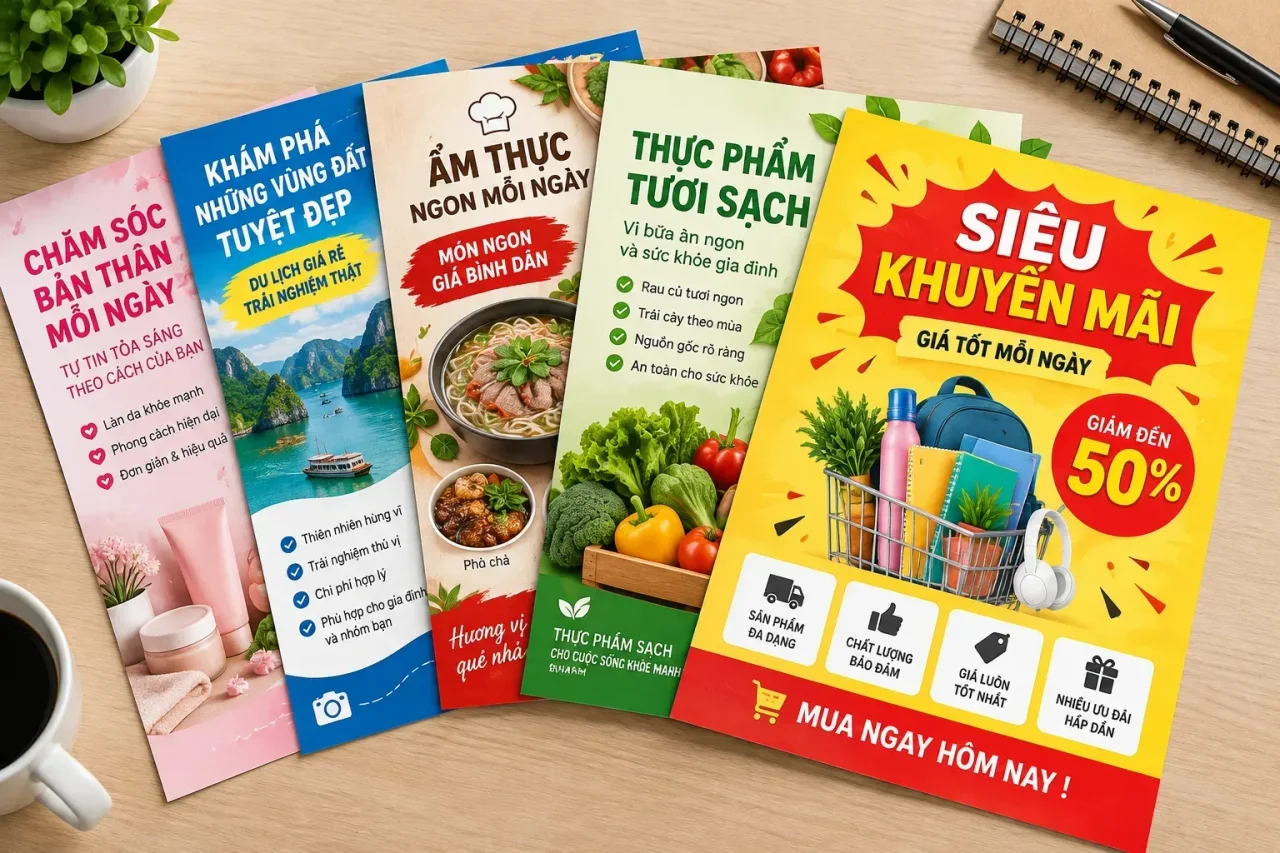 CHĂM SÓC
BẢN THÂN
MỖI NGÀY
TỰ TIN TỎA SÁNG
THEO CÁCH CỦA BẠN
Làn da khỏe mạnh
Phong cách hiện đại
Đơn giản & hiệu quả
KHÁM PHÁ
NHỮNG VÙNG ĐẤT
TUYỆT ĐẸP
DU LỊCH GIÁ RẺ
TRẢI NGHIỆM THẬT
Thiên nhiên hùng vĩ
Trải nghiệm thú vị
Chi phí hợp lý
Phù hợp cho gia đình
và nhóm bạn
ẨM THỰC
NGON MỖI NGÀY
MÓN NGON
GIÁ BÌNH DÂN
Phò chà
Hương vị
quê nhà
THỰC PHẨM
TƯƠI SẠCH
Vì bữa ăn ngon
và sức khỏe gia đình
Rau củ tươi ngon
Trái cây theo mùa
Nguồn gốc rõ ràng
An toàn cho sức khỏe
THỰC PHẨM SẠCH
CHO CUỘC SỐNG KHỎE MẠNH
SIÊU
KHUYẾN MÃI
GIÁ TỐT MỖI NGÀY
GIẢM ĐẾN
50%
SẢN PHẨM
ĐA DẠNG
CHẤT LƯỢNG
BẢO ĐẢM
GIÁ LUÔN
TỐT NHẤT
NHIỀU ƯU ĐÃI
HẤP DẪN
MUA NGAY HÔM NAY !